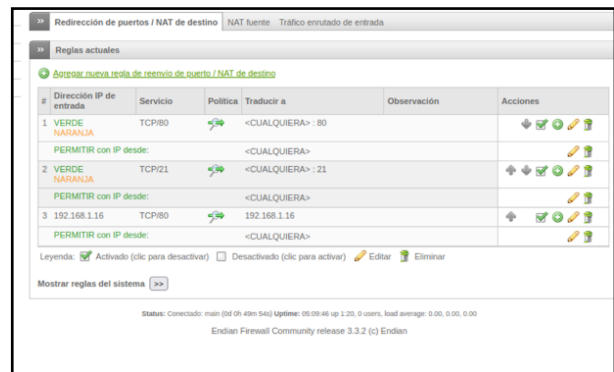 >> Redirección de puertos / NAT de destino NAT fuente Tráfico enrutado de entrada
>> Reglas actuales
Agregar nueva regla de reenvío de puerto / NAT de destino
# Dirección IP de entrada Servicio Política Traducir a Observación Acciones
1 VERDE TCP/80 <CUALQUIERA> : 80
NARANJA
PERMITIR con IP desde: <CUALQUIERA>
2 VERDE TCP/21 <CUALQUIERA> : 21
NARANJA
PERMITIR con IP desde: <CUALQUIERA>
3 192.168.1.16 TCP/80 192.168.1.16
PERMITIR con IP desde: <CUALQUIERA>
Leyenda: Activado (clic para desactivar) Desactivado (clic para activar) Editar Eliminar
Mostrar reglas del sistema >>
Status: Conectado: main (0d 0h 49m 54s) Uptime: 05:09:46 up 1:20, 0 users, load average: 0.00, 0.00, 0.00
Endian Firewall Community release 3.3.2 (c) Endian